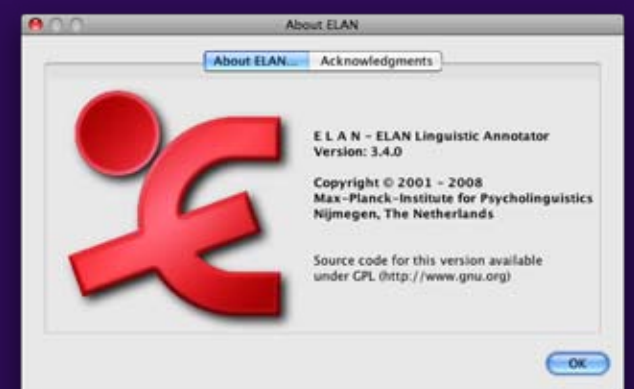 About ELAN
About ELAN...
Acknowledgments
E L A N - ELAN Linguistic Annotator
Version: 3.4.0
Copyright © 2001 - 2008
Max-Planck-Institute for Psycholinguistics
Nijmegen, The Netherlands
Source code for this version available
under GPL (http://www.gnu.org)
OK